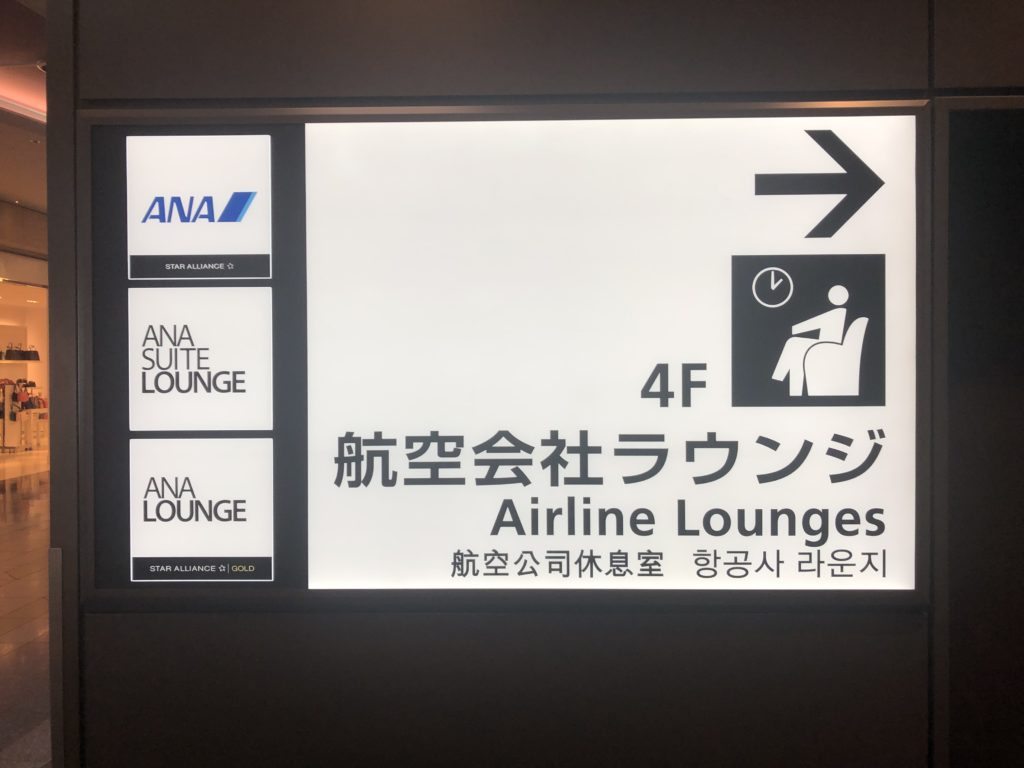 ANA
STAR ALLIANCE
ANA
SUITE
LOUNGE
ANA
LOUNGE
STAR ALLIANCE | GOLD
4F
航空会社ラウンジ
Airline Lounges
航空公司休息室 항공사 라운지